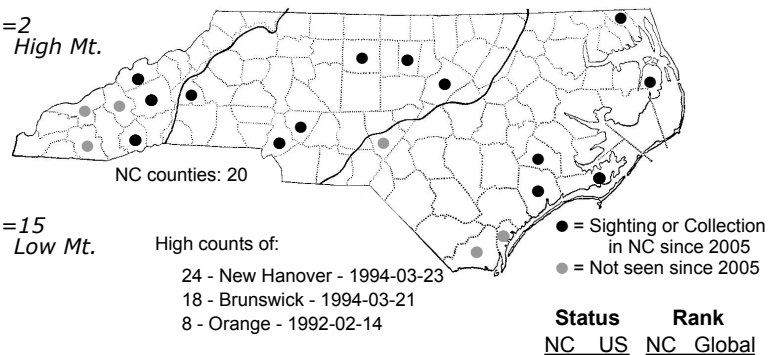 =2
High Mt.
NC counties: 20
=15
Low Mt.
High counts of:
24 - New Hanover - 1994-03-23
18 - Brunswick - 1994-03-21
8 - Orange - 1992-02-14
● = Sighting or Collection
in NC since 2005
● = Not seen since 2005
Status Rank
NC US NC Global